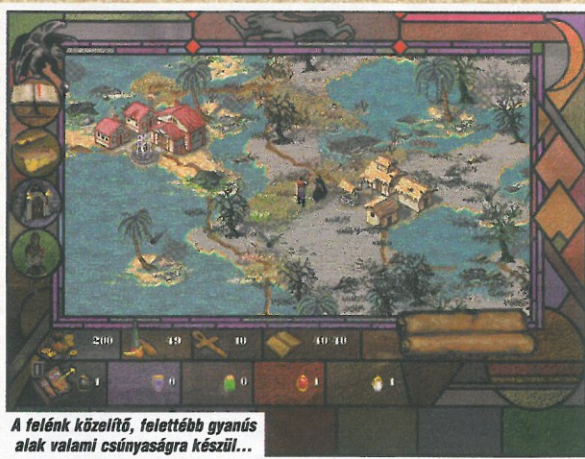 200 49 10 40 40
1 0 0 1 1
A felénk közelítő, felettébb gyanús
alak valami csúnyaságra készül...